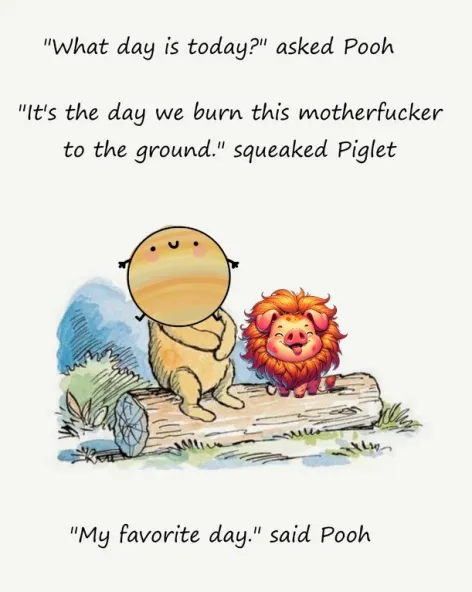 "What day is today?" asked Pooh
"It's the day we burn this motherfucker
to the ground." squeaked Piglet
"My favorite day." said Pooh